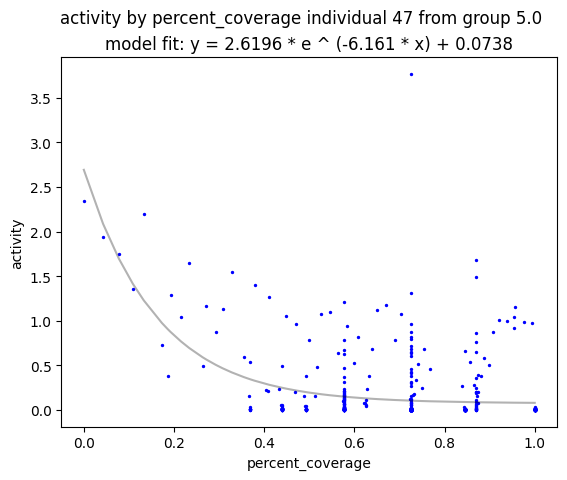 activity by percent_coverage individual 47 from group 5.0
model fit: y = 2.6196 * e ^ (-6.161 * x) + 0.0738
3.5
3.0
2.5
2.0
1.5
1.0
0.5
0.0
activity
0.0 0.2 0.4 0.6 0.8 1.0
percent_coverage